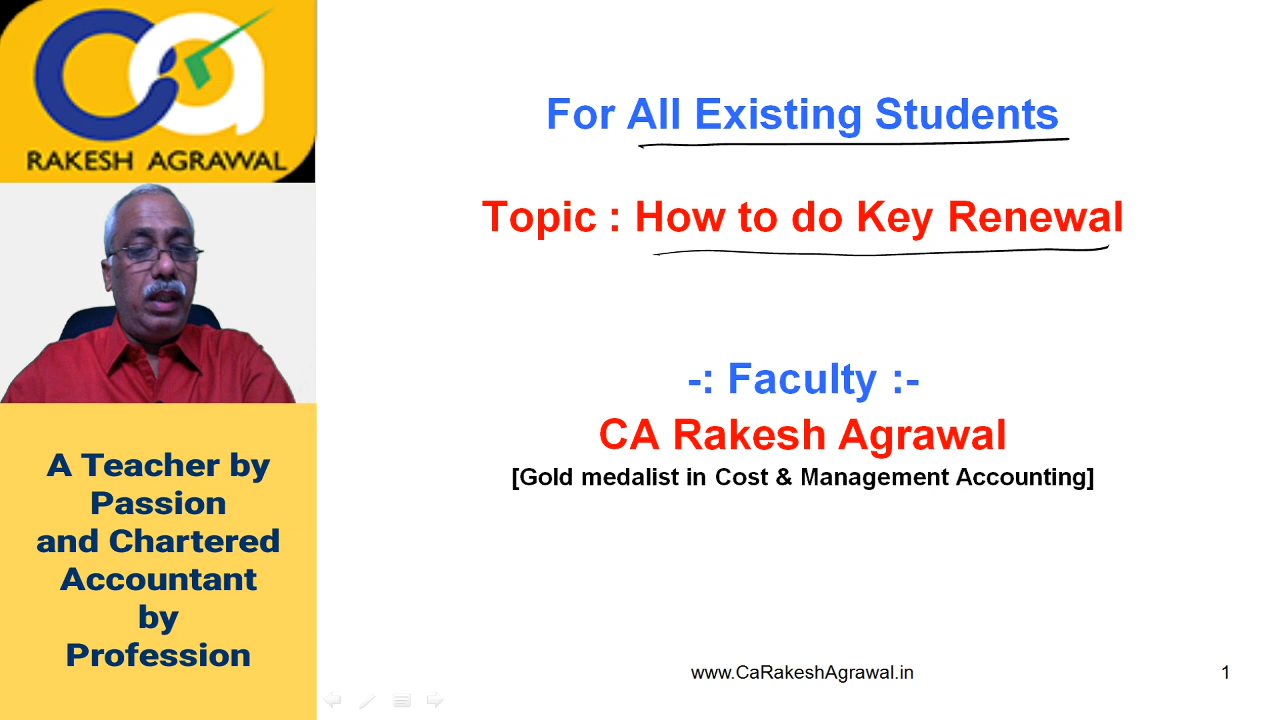 ca
RAKESH AGRAWAL
A Teacher by
Passion
and Chartered
Accountant
by
Profession
For All Existing Students
Topic : How to do Key Renewal
-: Faculty :-
CA Rakesh Agrawal
[Gold medalist in Cost & Management Accounting]
www.CaRakeshAgrawal.in
1